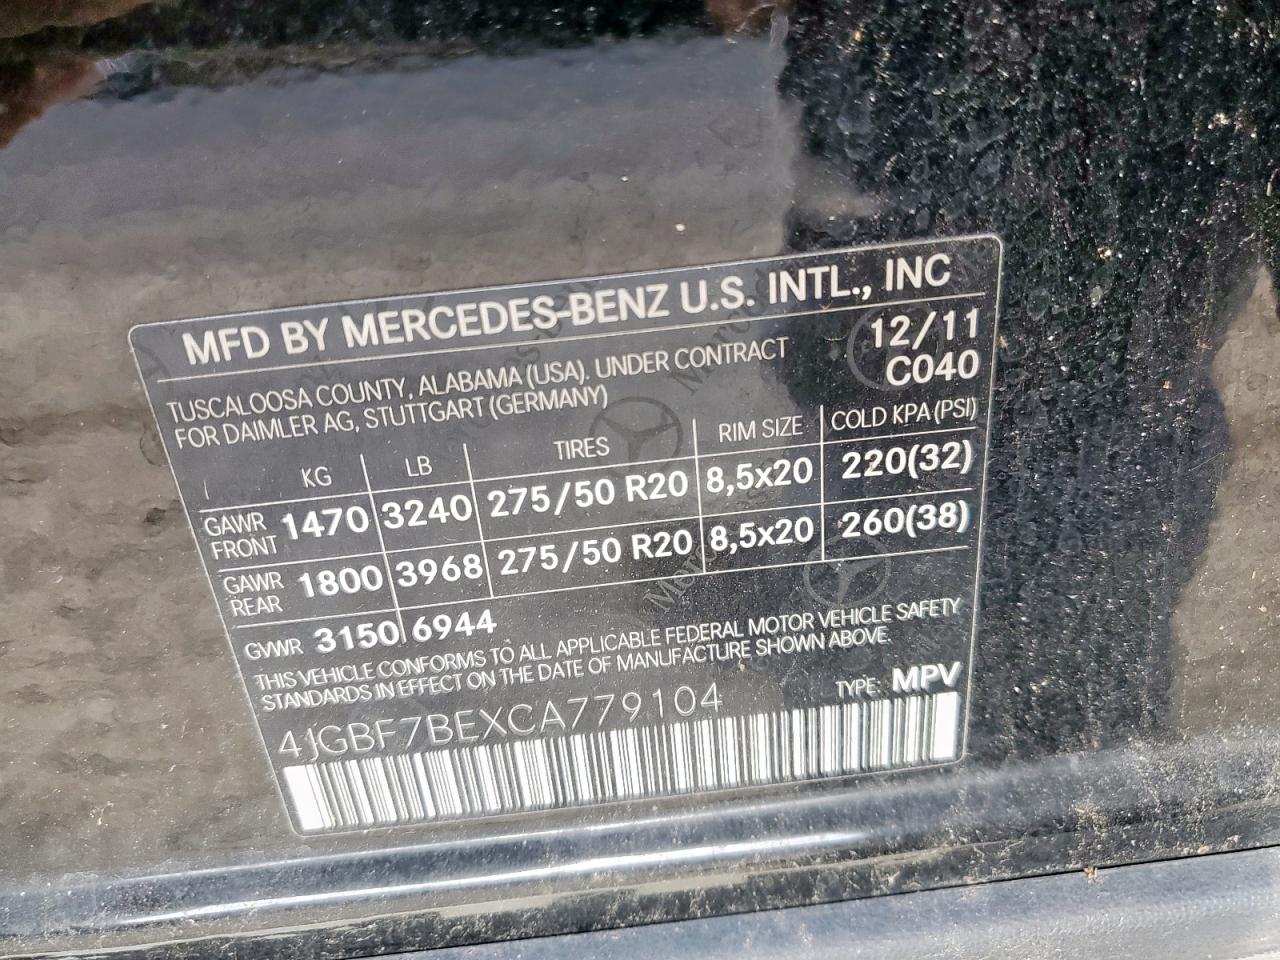 MFD BY MERCEDES-BENZ U.S. INTL., INC
TUSCALOOSA COUNTY, ALABAMA (USA). UNDER CONTRACT 12/11
FOR DAIMLER AG, STUTTGART (GERMANY) C040
KG LB TIRES RIM SIZE COLD KPA (PSI)
GAWR FRONT 1470 3240 275/50 R20 8,5x20 220(32)
GAWR REAR 1800 3968 275/50 R20 8,5x20 260(38)
GVWR 3150 6944
THIS VEHICLE CONFORMS TO ALL APPLICABLE FEDERAL MOTOR VEHICLE SAFETY
STANDARDS IN EFFECT ON THE DATE OF MANUFACTURE SHOWN ABOVE.
4JGBF7BEXCA779104 TYPE: MPV